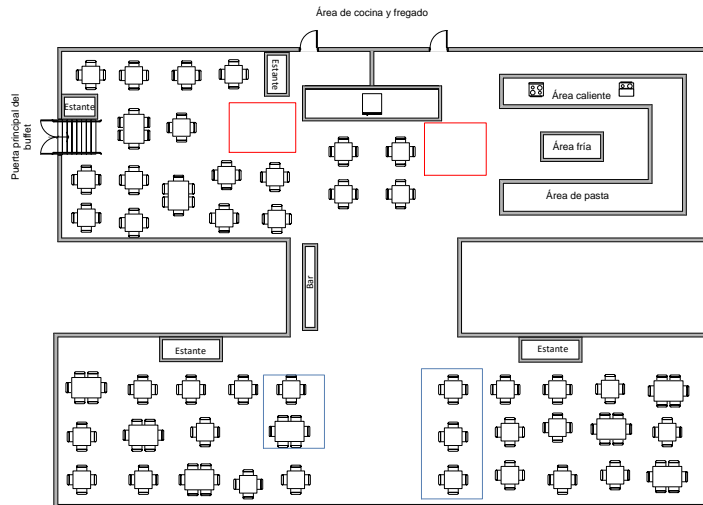 Área de cocina y fregado
Estante
Área caliente
Estante
Puerta principal del
buffet
Área fría
Área de pasta
Bar
Estante
Estante